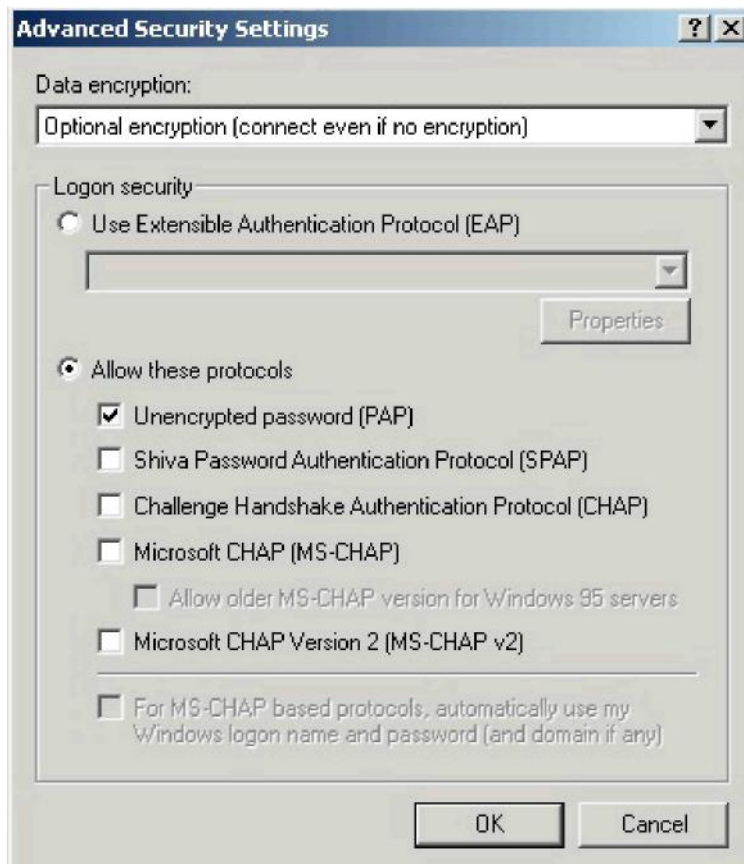 Advanced Security Settings
Data encryption:
Optional encryption (connect even if no encryption)
Logon security
Use Extensible Authentication Protocol (EAP)
Properties
Allow these protocols
Unencrypted password (PAP)
Shiva Password Authentication Protocol (SPAP)
Challenge Handshake Authentication Protocol (CHAP)
Microsoft CHAP (MS-CHAP)
Allow older MS-CHAP version for Windows 95 servers
Microsoft CHAP Version 2 (MS-CHAP v2)
For MS-CHAP based protocols, automatically use my
Windows logon name and password (and domain if any)
OK Cancel